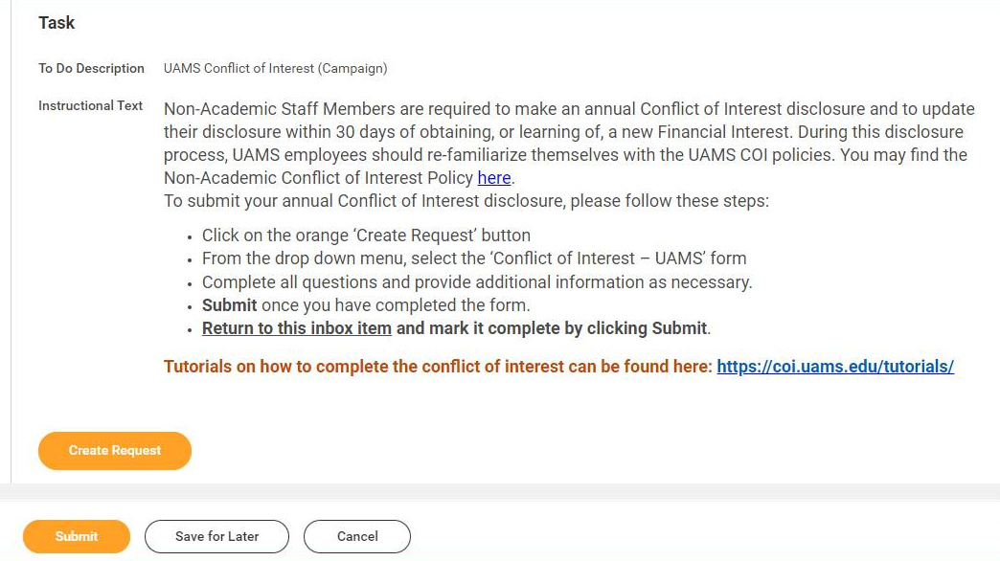 Task
To Do Description UAMS Conflict of Interest (Campaign)
Instructional Text Non-Academic Staff Members are required to make an annual Conflict of Interest disclosure and to update
their disclosure within 30 days of obtaining, or learning of, a new Financial Interest. During this disclosure
process, UAMS employees should re-familiarize themselves with the UAMS COI policies. You may find the
Non-Academic Conflict of Interest Policy here.
To submit your annual Conflict of Interest disclosure, please follow these steps:
• Click on the orange ‘Create Request’ button
• From the drop down menu, select the ‘Conflict of Interest – UAMS’ form
• Complete all questions and provide additional information as necessary.
• Submit once you have completed the form.
• Return to this inbox item and mark it complete by clicking Submit.
Tutorials on how to complete the conflict of interest can be found here: https://coi.uams.edu/tutorials/
Create Request
Submit Save for Later Cancel